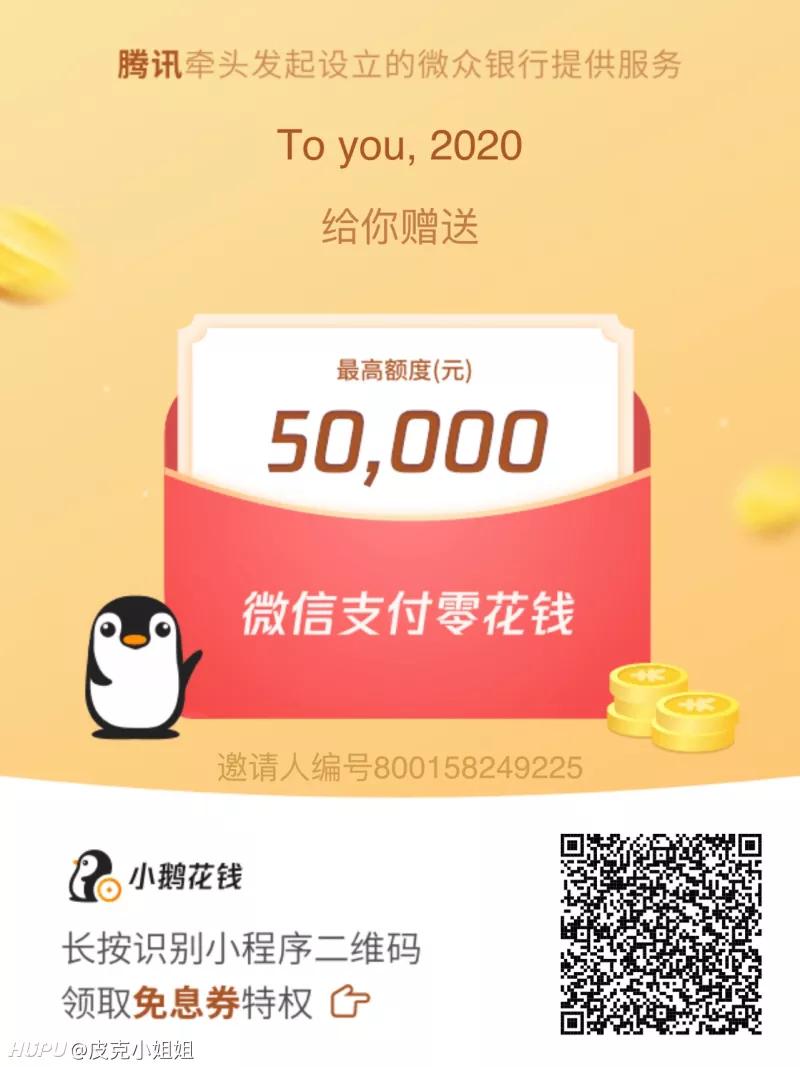 腾讯牵头发起设立的微众银行提供服务
To you, 2020
给你赠送
最高额度(元)
50,000
微信支付零花钱
邀请人编号800158249225
小鹅花钱
长按识别小程序二维码
领取免息券特权
HUPU @皮克小姐姐